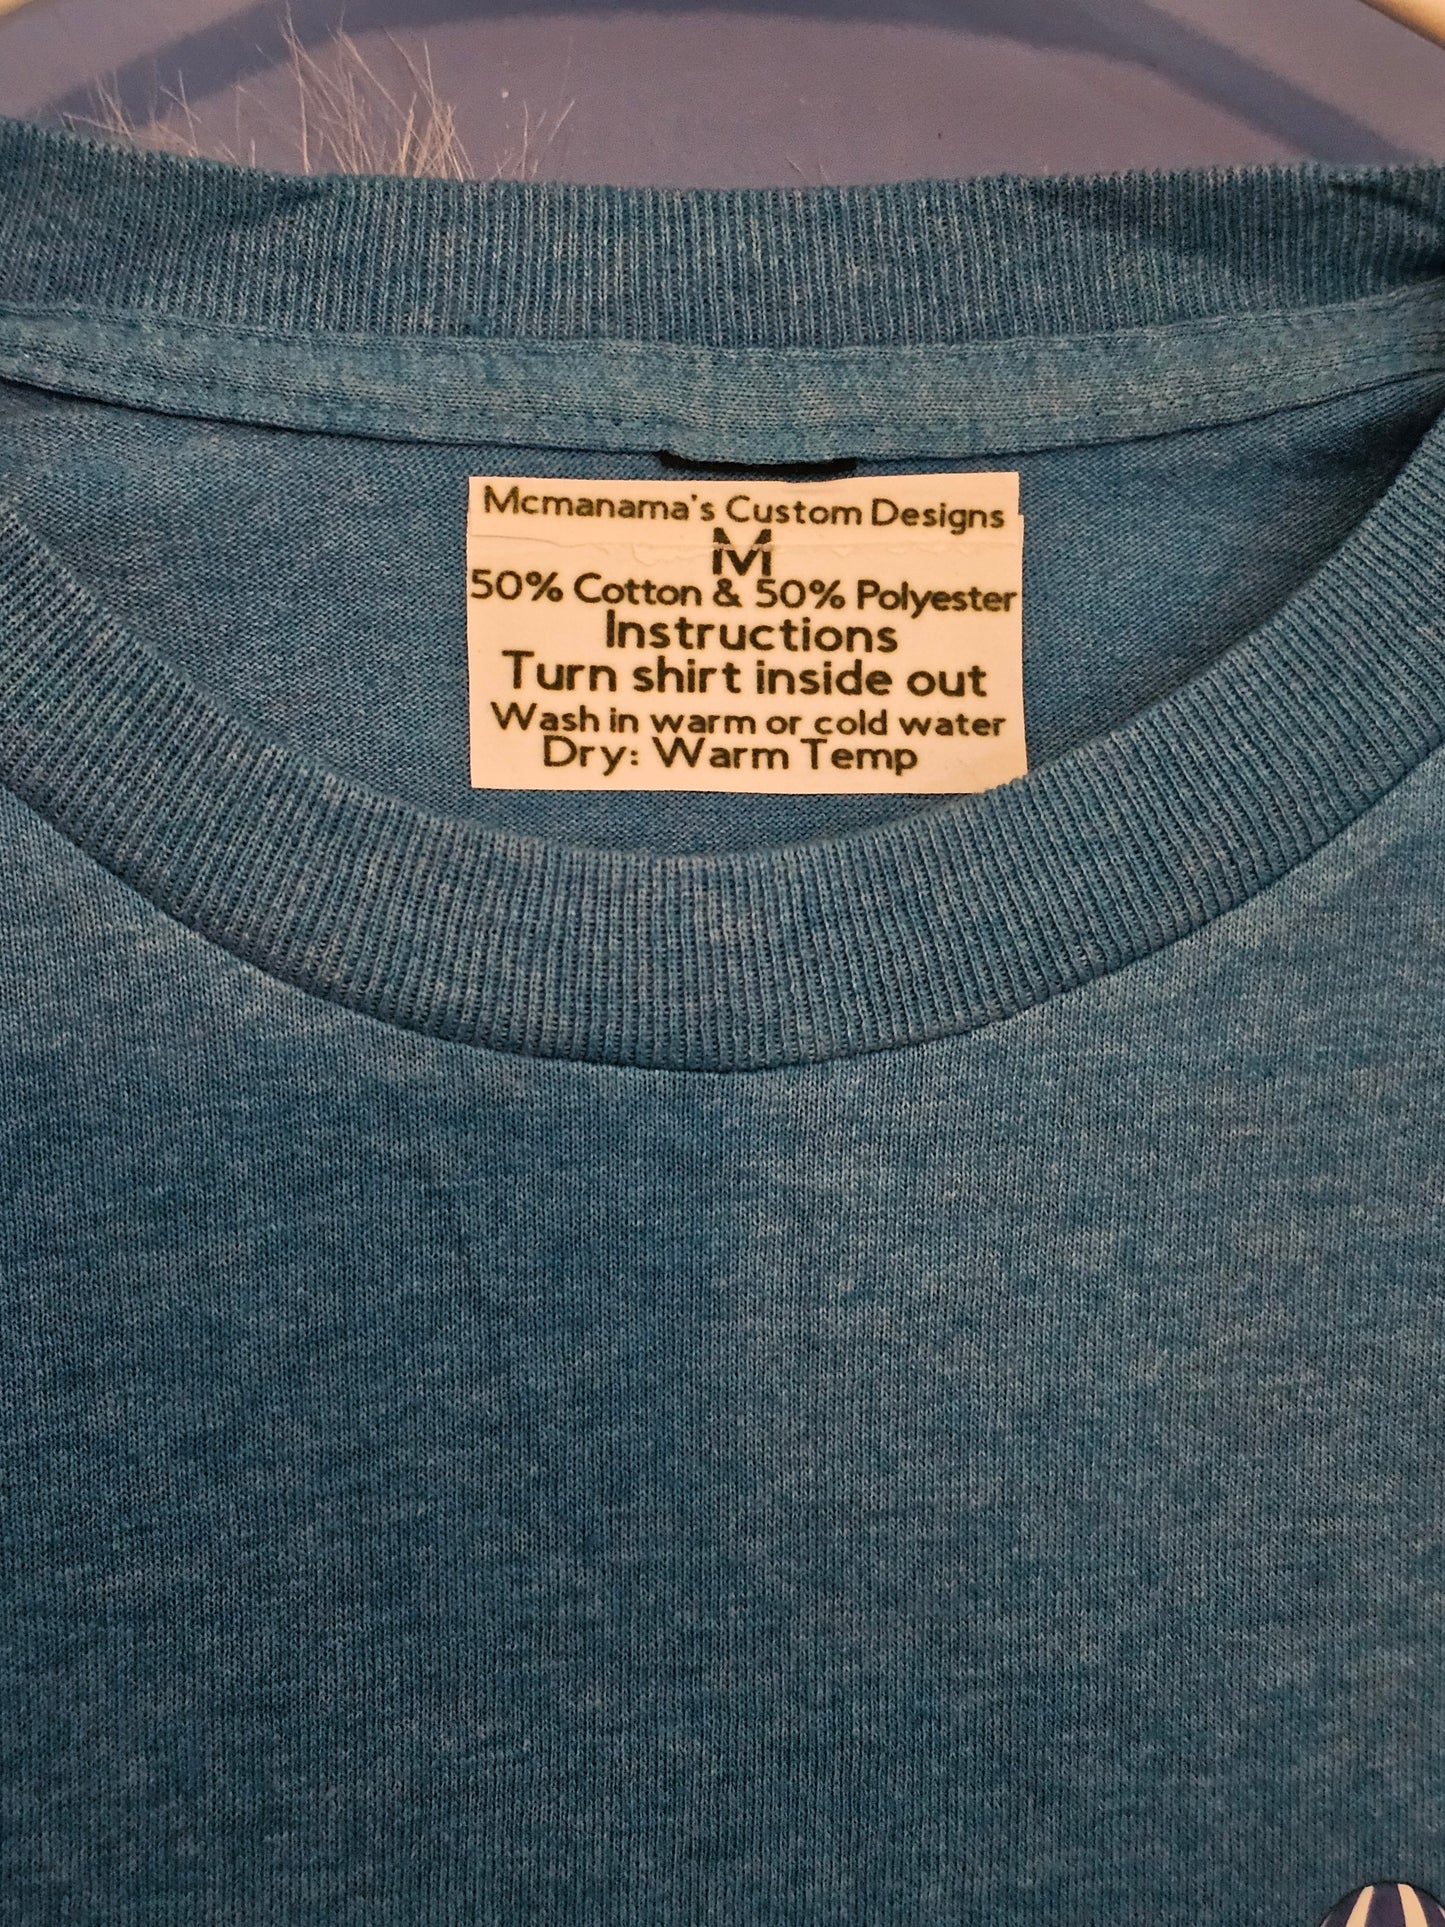 Mcmanama's Custom Designs
M
50% Cotton & 50% Polyester
Instructions
Turn shirt inside out
Wash in warm or cold water
Dry: Warm Temp